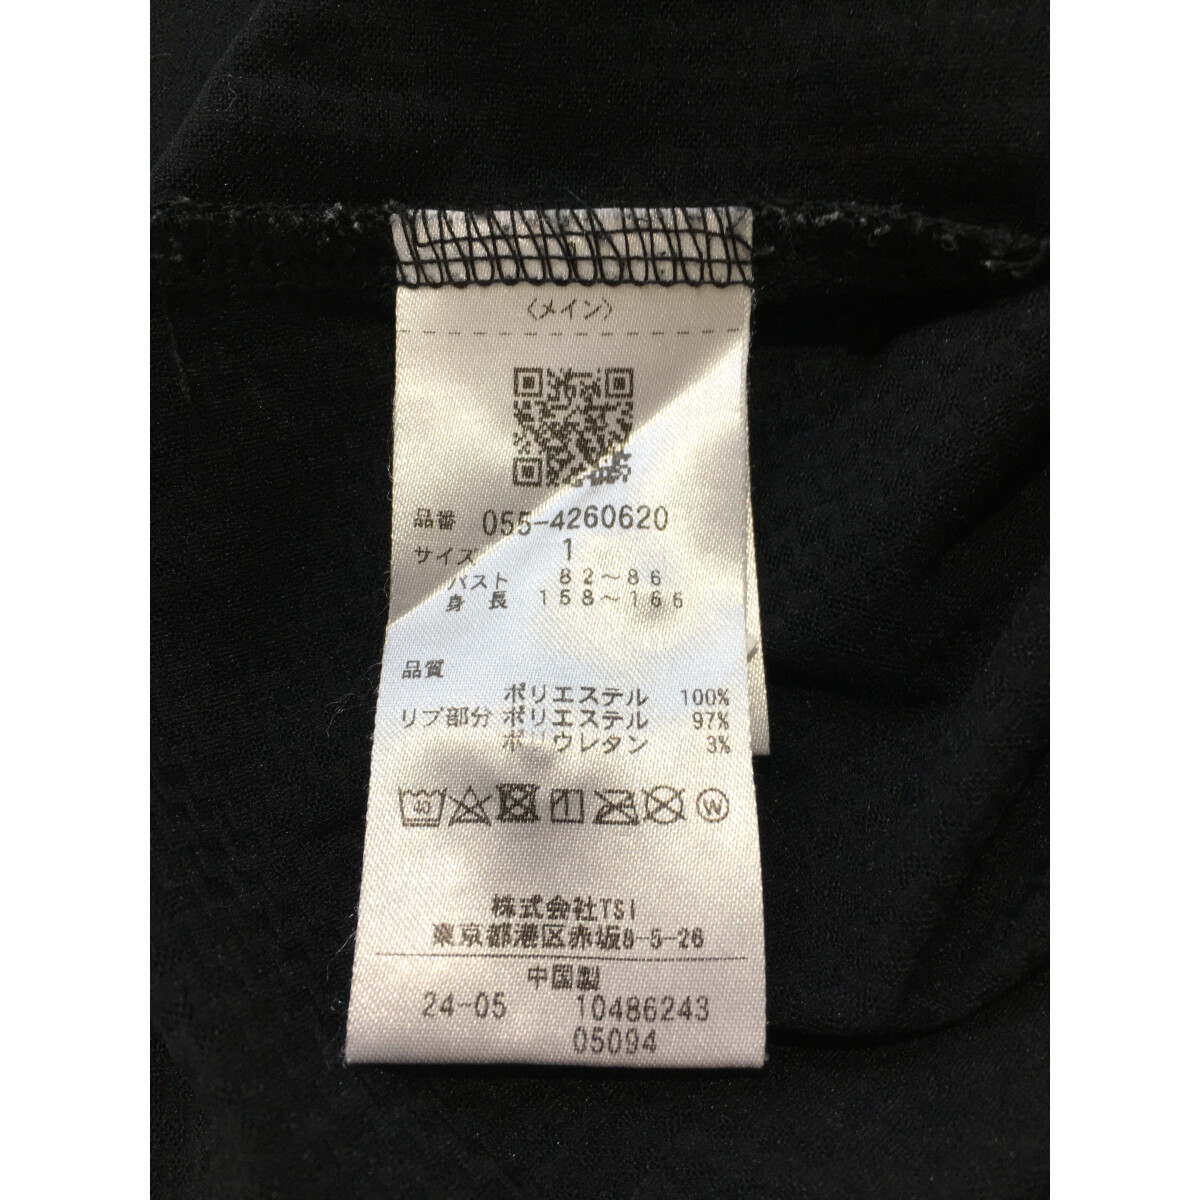 〈メイン〉
品番 055-4260620
サイズ 1
バスト 82～86
身長 158～166
品質
ポリエステル 100%
リブ部分 ポリエステル 97%
ポリウレタン 3%
40 W
株式会社TSI
東京都港区赤坂8-5-26
中国製
24-05 10486243
05094